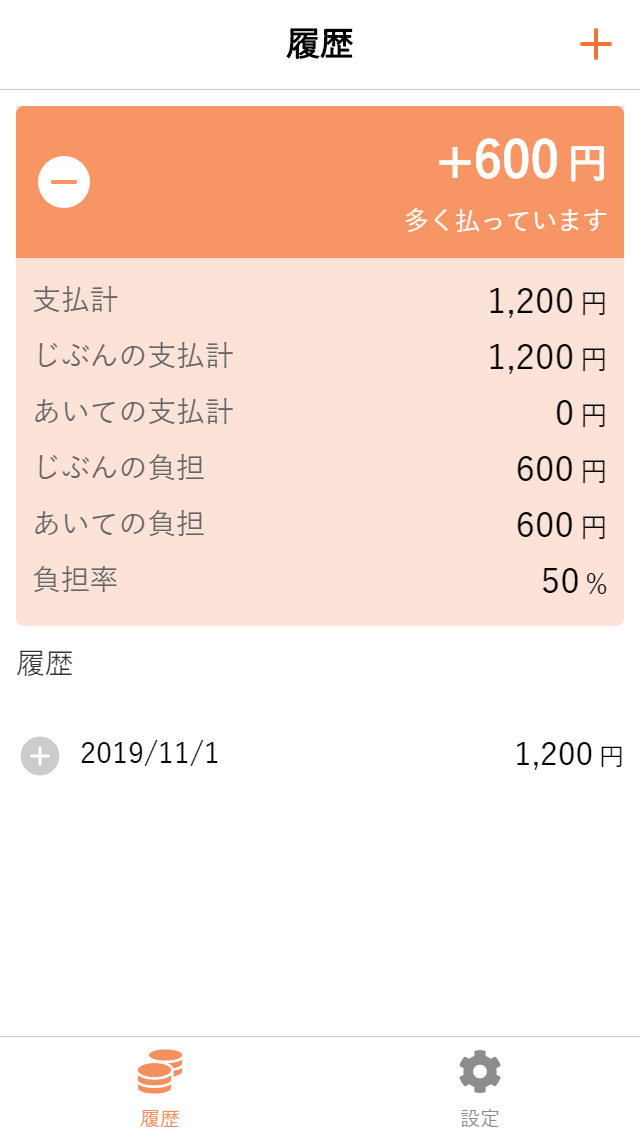 履歴
+600 円
多く払っています
支払計 1,200 円
じぶんの支払計 1,200 円
あいての支払計 0 円
じぶんの負担 600 円
あいての負担 600 円
負担率 50 %
履歴
2019/11/1 1,200 円
履歴 設定